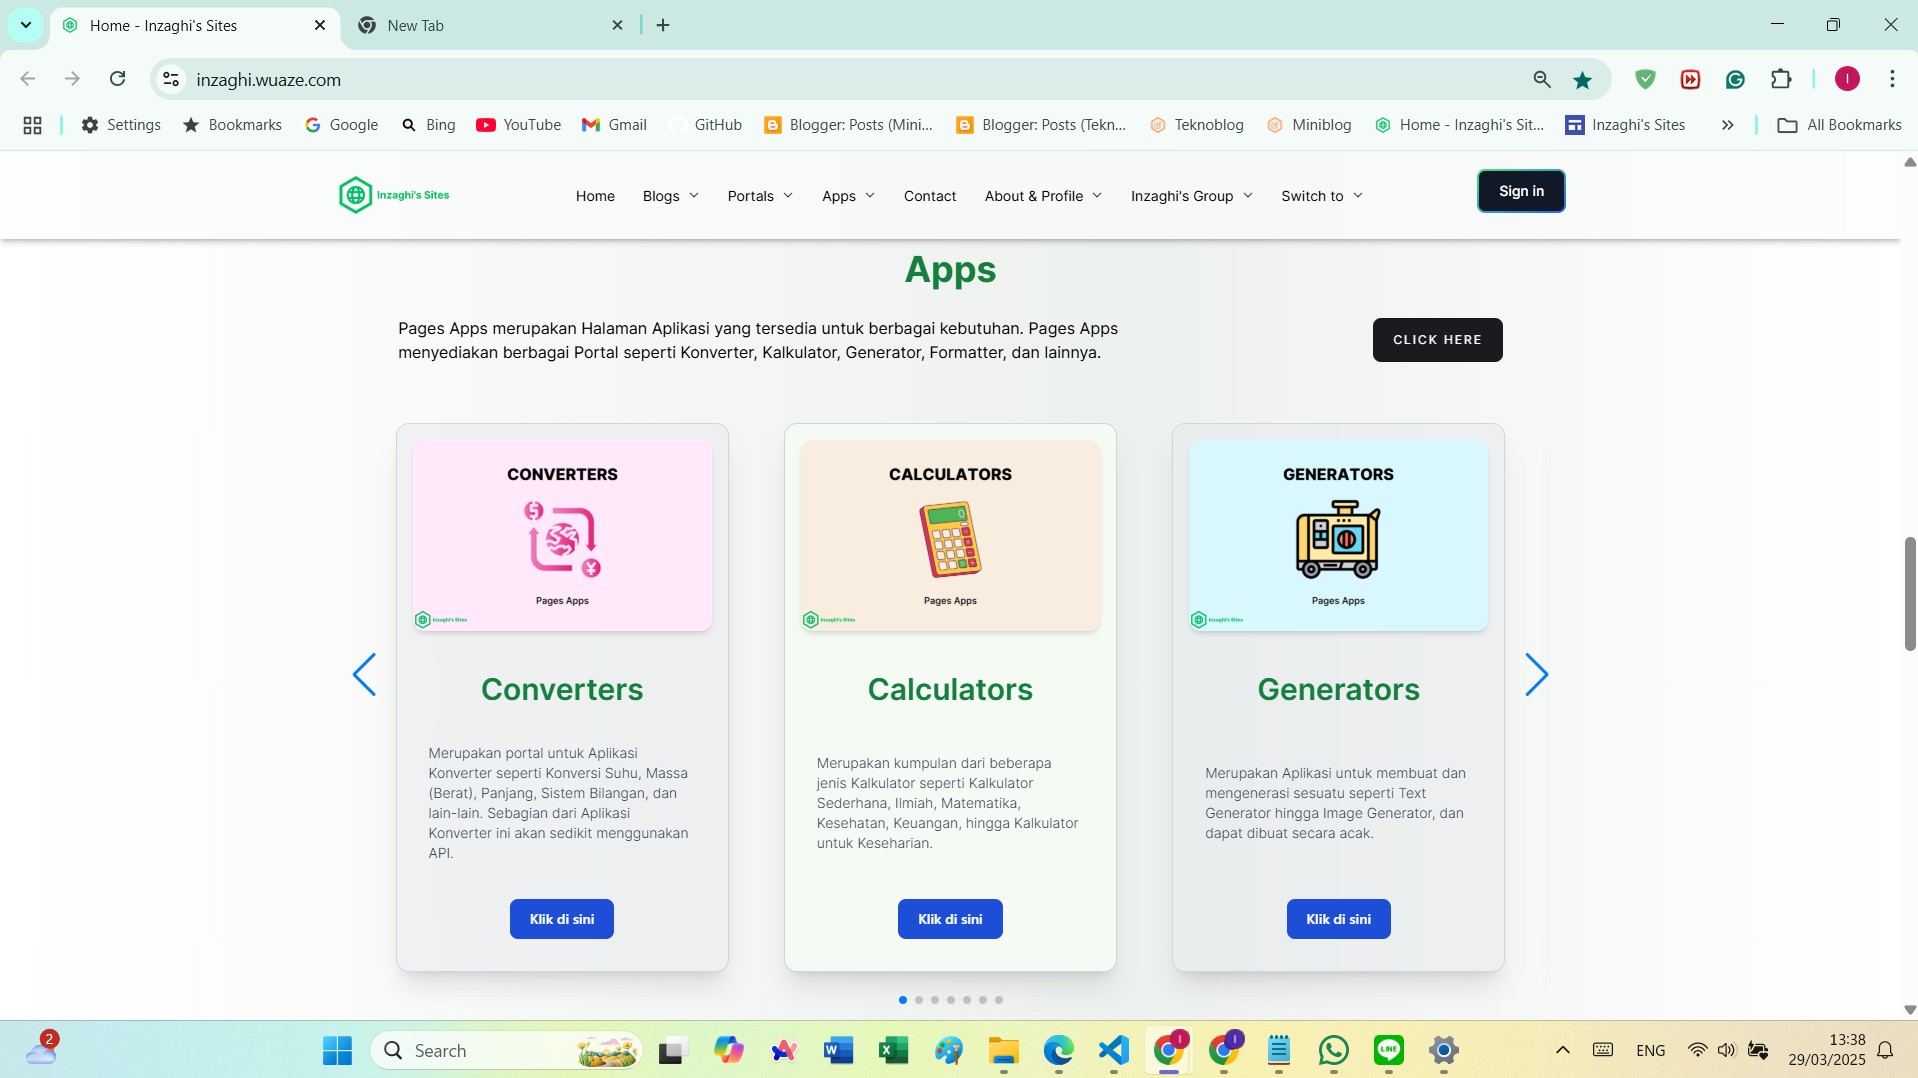 Home - Inzaghi's Sites
New Tab
inzaghi.wuaze.com
I
Settings
Bookmarks
Google
Bing
YouTube
Gmail
GitHub
Blogger: Posts (Mini...
Blogger: Posts (Tekn...
Teknoblog
Miniblog
Home - Inzaghi's Sit...
Inzaghi's Sites
All Bookmarks
Inzaghi's Sites
Home
Blogs
Portals
Apps
Contact
About & Profile
Inzaghi's Group
Switch to
Sign in
Apps
Pages Apps merupakan Halaman Aplikasi yang tersedia untuk berbagai kebutuhan. Pages Apps
menyediakan berbagai Portal seperti Konverter, Kalkulator, Generator, Formatter, dan lainnya.
CLICK HERE
CONVERTERS
Pages Apps
Inzaghi's Sites
Converters
Merupakan portal untuk Aplikasi
Konverter seperti Konversi Suhu, Massa
(Berat), Panjang, Sistem Bilangan, dan
lain-lain. Sebagian dari Aplikasi
Konverter ini akan sedikit menggunakan
API.
Klik di sini
CALCULATORS
0
Pages Apps
Inzaghi's Sites
Calculators
Merupakan kumpulan dari beberapa
jenis Kalkulator seperti Kalkulator
Sederhana, Ilmiah, Matematika,
Kesehatan, Keuangan, hingga Kalkulator
untuk Keseharian.
Klik di sini
GENERATORS
Pages Apps
Inzaghi's Sites
Generators
Merupakan Aplikasi untuk membuat dan
mengenerasi sesuatu seperti Text
Generator hingga Image Generator, dan
dapat dibuat secara acak.
Klik di sini
2
Search
ENG
13:38
29/03/2025